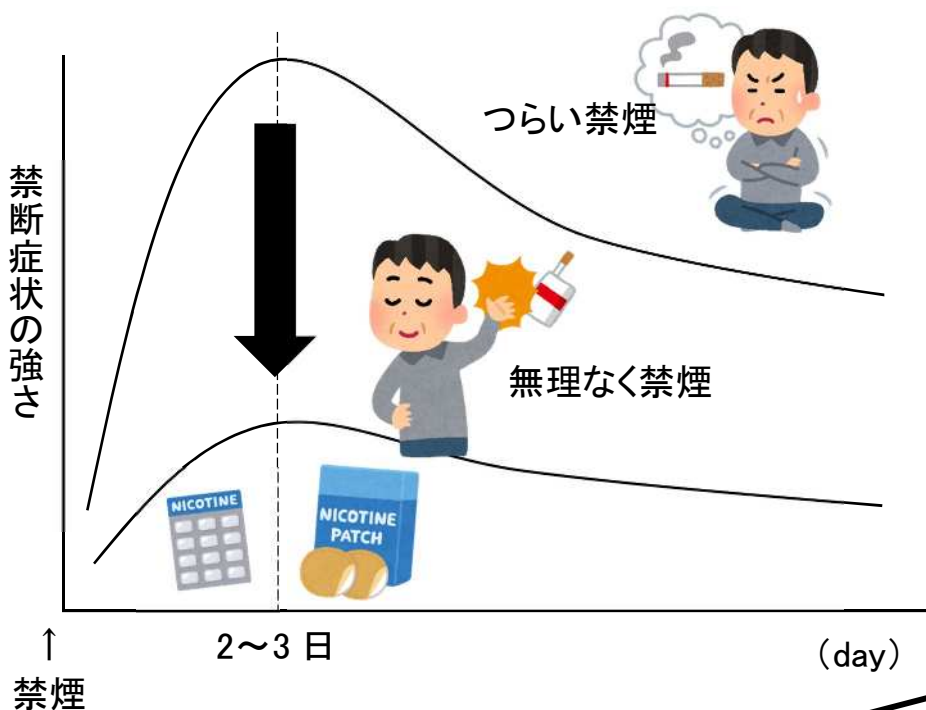 つらい禁煙
禁断症状の強さ
無理なく禁煙
NICOTINE
NICOTINE
PATCH
2～3 日
(day)
↑
禁煙